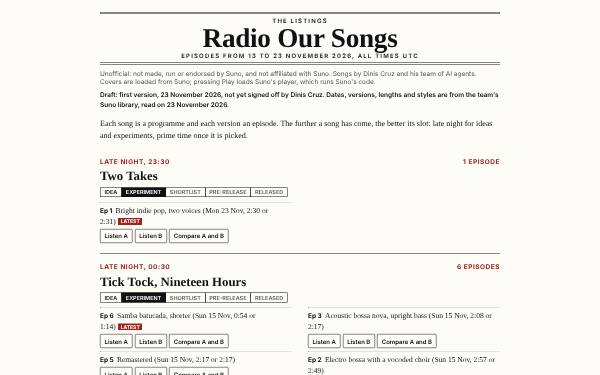 THE LISTINGS
Radio Our Songs
EPISODES FROM 13 TO 23 NOVEMBER 2026, ALL TIMES UTC
Unofficial: not made, run or endorsed by Suno, and not affiliated with Suno. Songs by Dinis Cruz and his team of AI agents.
Covers are loaded from Suno; pressing Play loads Suno's player, which runs Suno's code.
Draft: first version, 23 November 2026, not yet signed off by Dinis Cruz. Dates, versions, lengths and styles are from the team's
Suno library, read on 23 November 2026.
Each song is a programme and each version an episode. The further a song has come, the better its slot: late night for ideas
and experiments, prime time once it is picked.
LATE NIGHT, 23:30 1 EPISODE
Two Takes
IDEA EXPERIMENT SHORTLIST PRE-RELEASE RELEASED
Ep 1 Bright indie pop, two voices (Mon 23 Nov, 2:30 or
2:31) LATEST
Listen A Listen B Compare A and B
LATE NIGHT, 00:30 6 EPISODES
Tick Tock, Nineteen Hours
IDEA EXPERIMENT SHORTLIST PRE-RELEASE RELEASED
Ep 6 Samba batucada, shorter (Sun 15 Nov, 0:54 or
1:14) LATEST
Listen A Listen B Compare A and B
Ep 5 Remastered (Sun 15 Nov, 2:17 or 2:17)
Listen A Listen B Compare A and B
Ep 3 Acoustic bossa nova, upright bass (Sun 15 Nov, 2:08 or
2:17)
Listen A Listen B Compare A and B
Ep 2 Electro bossa with a vocoded choir (Sun 15 Nov, 2:57 or
2:49)